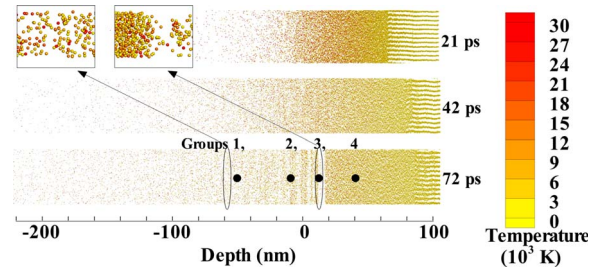 21 ps
42 ps
Groups 1, 2, 3, 4
72 ps
-200 -100 0 100
Depth (nm)
30
27
24
21
18
15
12
9
6
3
0
Temperature
(10³ K)